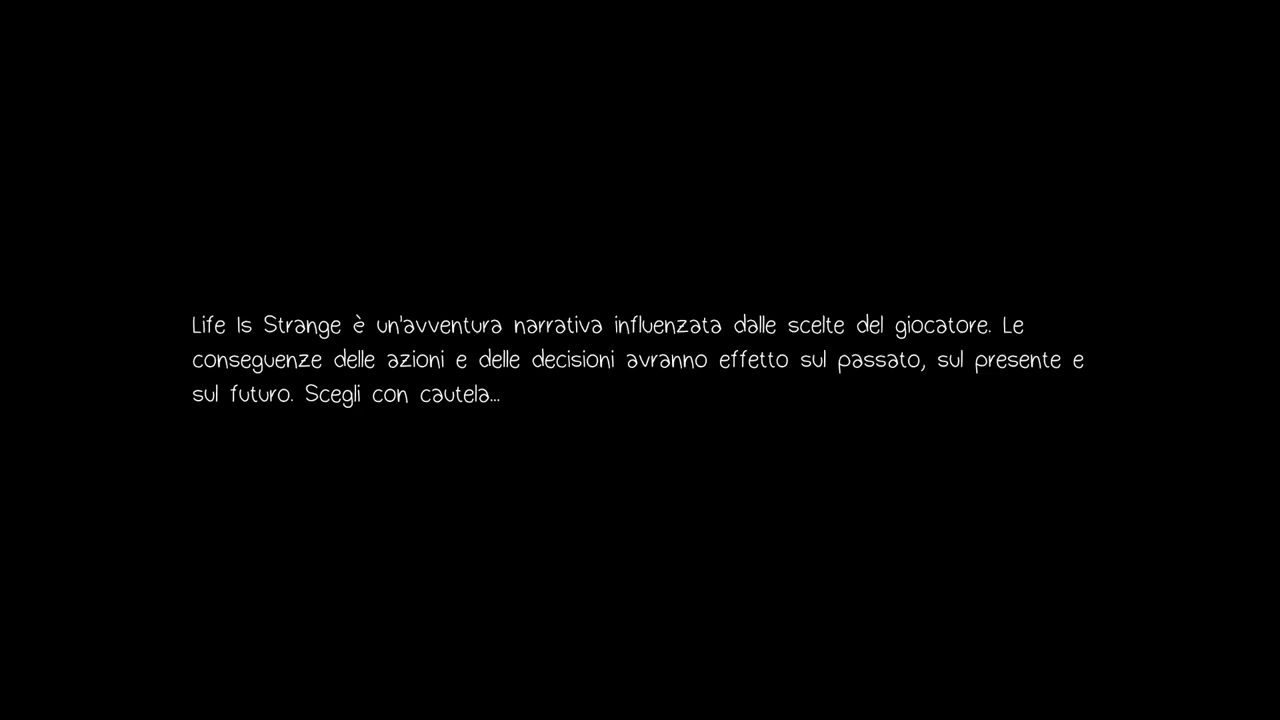 Life Is Strange è un'avventura narrativa influenzata dalle scelte del giocatore. Le
conseguenze delle azioni e delle decisioni avranno effetto sul passato, sul presente e
sul futuro. Scegli con cautela...